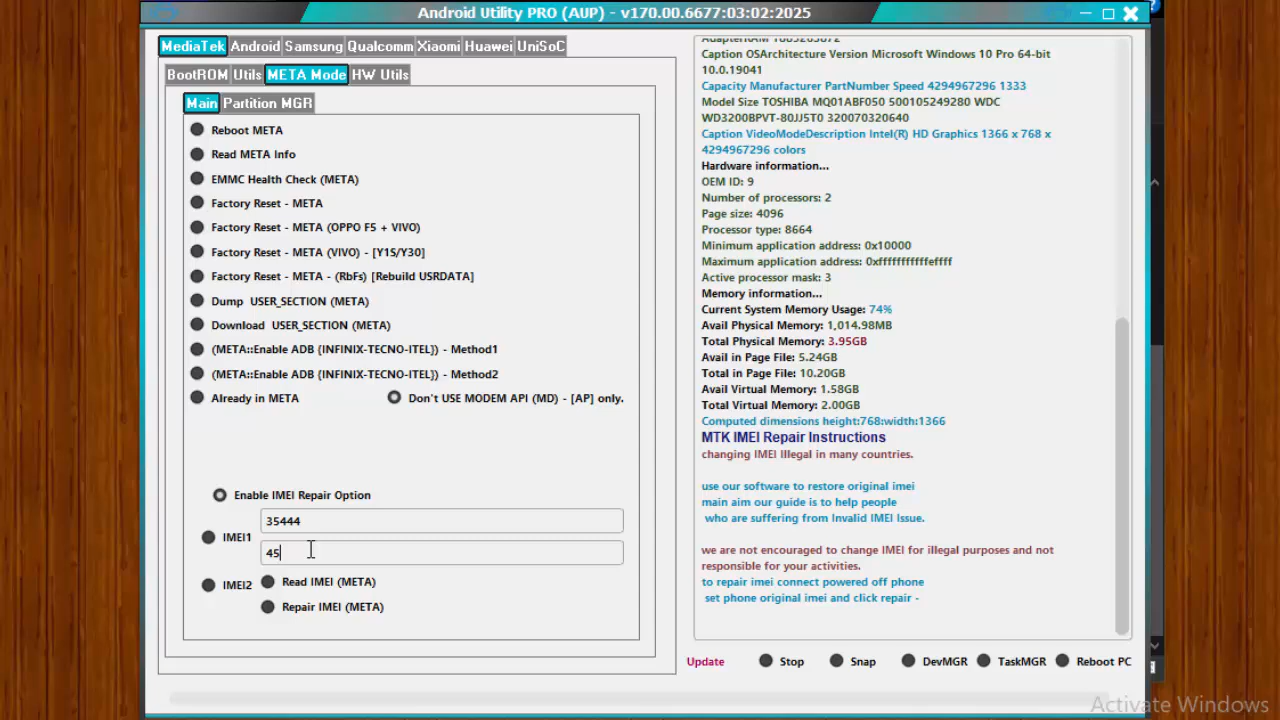 Android Utility PRO (AUP) - v170.00.6677:03:02:2025
MediaTek Android Samsung Qualcomm Xiaomi Huawei UniSoC
BootROM Utils META Mode HW Utils
Main Partition MGR
Reboot META
Read META Info
EMMC Health Check (META)
Factory Reset - META
Factory Reset - META (OPPO F5 + VIVO)
Factory Reset - META (VIVO) - [Y1S/Y30]
Factory Reset - META - (RbFs) [Rebuild USRDATA]
Dump USER_SECTION (META)
Download USER_SECTION (META)
(META::Enable ADB {INFINIX-TECNO-ITEL}) - Method1
(META::Enable ADB {INFINIX-TECNO-ITEL}) - Method2
Already in META Don't USE MODEM API (MD) - [AP] only.
Enable IMEI Repair Option
35444
IMEI1
45
IMEI2 Read IMEI (META)
Repair IMEI (META)
AdapterRAM 1885265872
Caption OSArchitecture Version Microsoft Windows 10 Pro 64-bit
10.0.19041
Capacity Manufacturer PartNumber Speed 4294967296 1333
Model Size TOSHIBA MQ01ABF050 500105249280 WDC
WD3200BPVT-80JJ5T0 320070320640
Caption VideoModeDescription Intel(R) HD Graphics 1366 x 768 x
4294967296 colors
Hardware information...
OEM ID: 9
Number of processors: 2
Page size: 4096
Processor type: 8664
Minimum application address: 0x10000
Maximum application address: 0xfffffffffffeffff
Active processor mask: 3
Memory information...
Current System Memory Usage: 74%
Avail Physical Memory: 1,014.98MB
Total Physical Memory: 3.95GB
Avail in Page File: 5.24GB
Total in Page File: 10.20GB
Avail Virtual Memory: 1.58GB
Total Virtual Memory: 2.00GB
Computed dimensions height:768:width:1366
MTK IMEI Repair Instructions
changing IMEI Illegal in many countries.
use our software to restore original imei
main aim our guide is to help people
who are suffering from Invalid IMEI Issue.
we are not encouraged to change IMEI for illegal purposes and not
responsible for your activities.
to repair imei connect powered off phone
set phone original imei and click repair -
Update Stop Snap DevMGR TaskMGR Reboot PC
Activate Windows